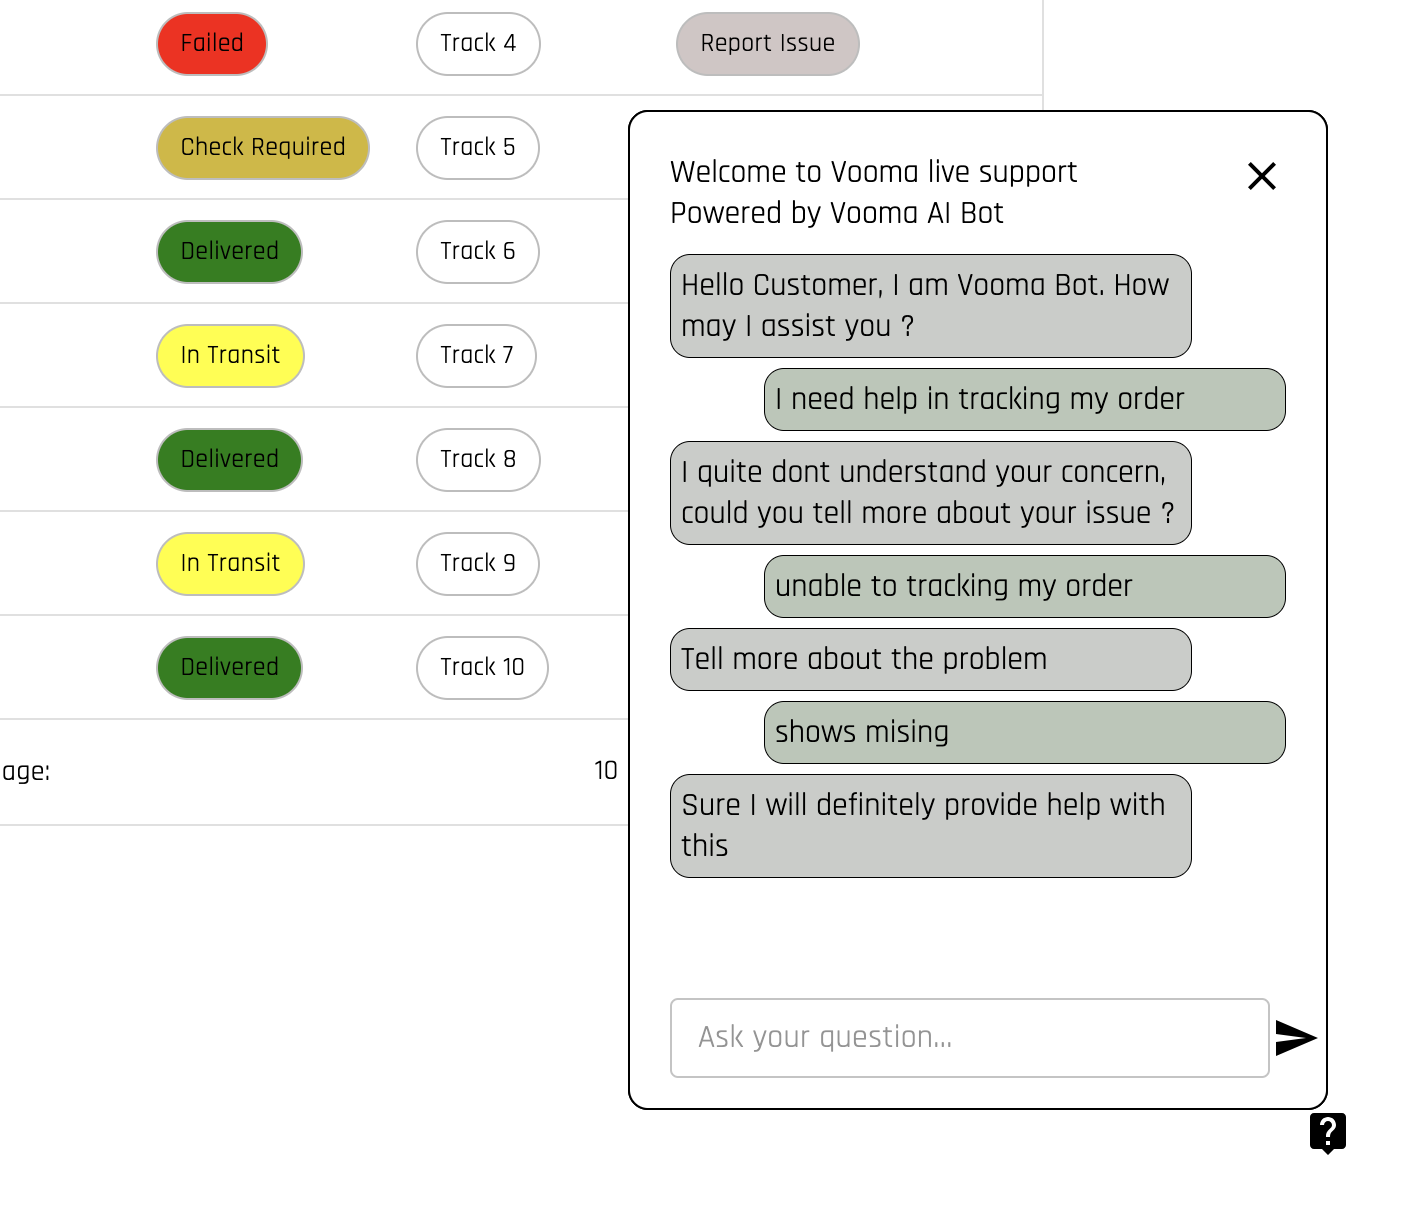 Failed
Track 4
Report Issue
Check Required
Track 5
Delivered
Track 6
In Transit
Track 7
Delivered
Track 8
In Transit
Track 9
Delivered
Track 10
age:
10
Welcome to Vooma live support
Powered by Vooma AI Bot
Hello Customer, I am Vooma Bot. How
may I assist you ?
I need help in tracking my order
I quite dont understand your concern,
could you tell more about your issue ?
unable to tracking my order
Tell more about the problem
shows mising
Sure I will definitely provide help with
this
Ask your question...
?